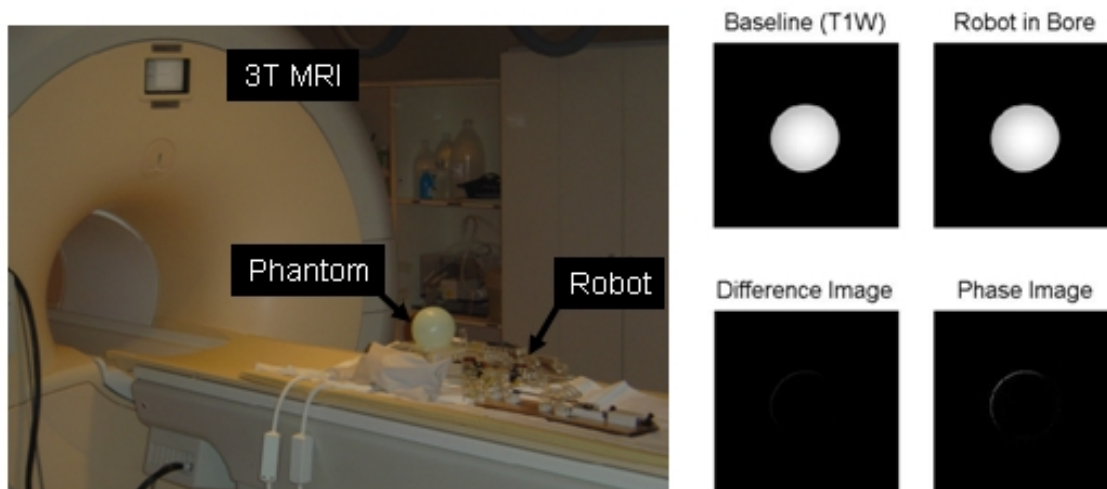 3T MRI
Phantom
Robot
Baseline (T1W)
Robot in Bore
Difference Image
Phase Image